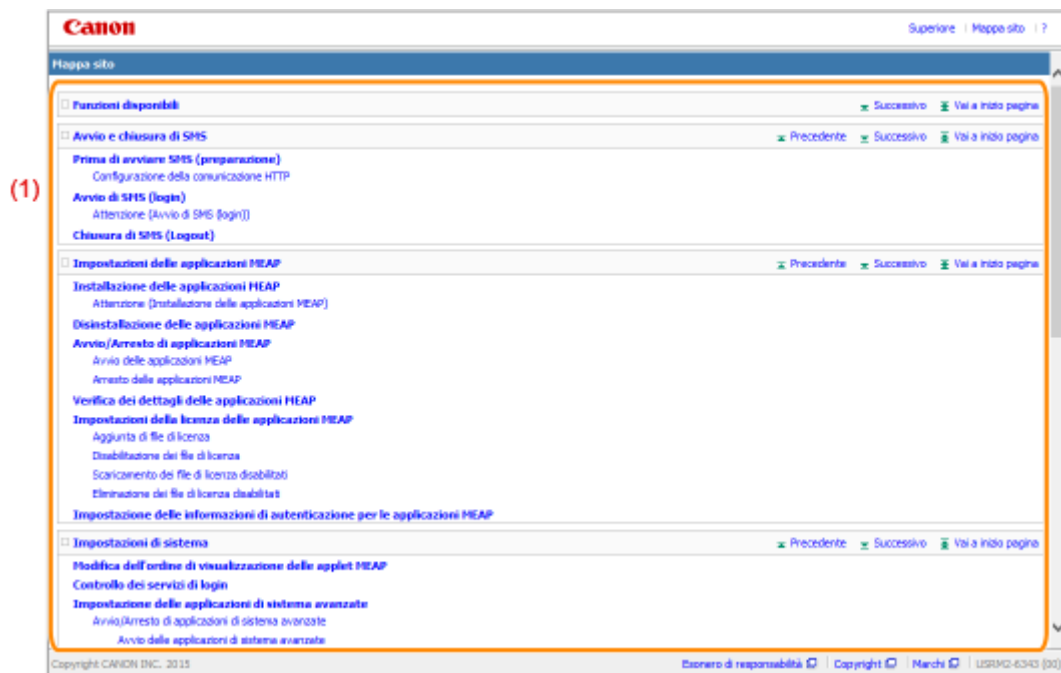 Canon
Superiore | Mappa sito | ?
Mappa sito
Funzioni disponibili Successivo Vai a inizio pagina
Avvio e chiusura di SMS Precedente Successivo Vai a inizio pagina
Prima di avviare SMS (preparazione)
Configurazione della comunicazione HTTP
(1)
Avvio di SMS (login)
Attenzione (Avvio di SMS (login))
Chiusura di SMS (Logout)
Impostazioni delle applicazioni MEAP Precedente Successivo Vai a inizio pagina
Installazione delle applicazioni MEAP
Attenzione (Installazione delle applicazioni MEAP)
Disinstallazione delle applicazioni MEAP
Avvio/Arresto di applicazioni MEAP
Avvio delle applicazioni MEAP
Arresto delle applicazioni MEAP
Verifica dei dettagli delle applicazioni MEAP
Impostazioni della licenza delle applicazioni MEAP
Aggiunta di file di licenza
Disabilitazione dei file di licenza
Scaricamento dei file di licenza disabilitati
Eliminazione dei file di licenza disabilitati
Impostazione delle informazioni di autenticazione per le applicazioni MEAP
Impostazioni di sistema Precedente Successivo Vai a inizio pagina
Modifica dell'ordine di visualizzazione delle applet MEAP
Controllo dei servizi di login
Impostazione delle applicazioni di sistema avanzate
Avvio/Arresto di applicazioni di sistema avanzate
Avvio delle applicazioni di sistema avanzate
Copyright CANON INC. 2015 Esonero di responsabilità | Copyright | Marchi | USRM2-6343 (00)